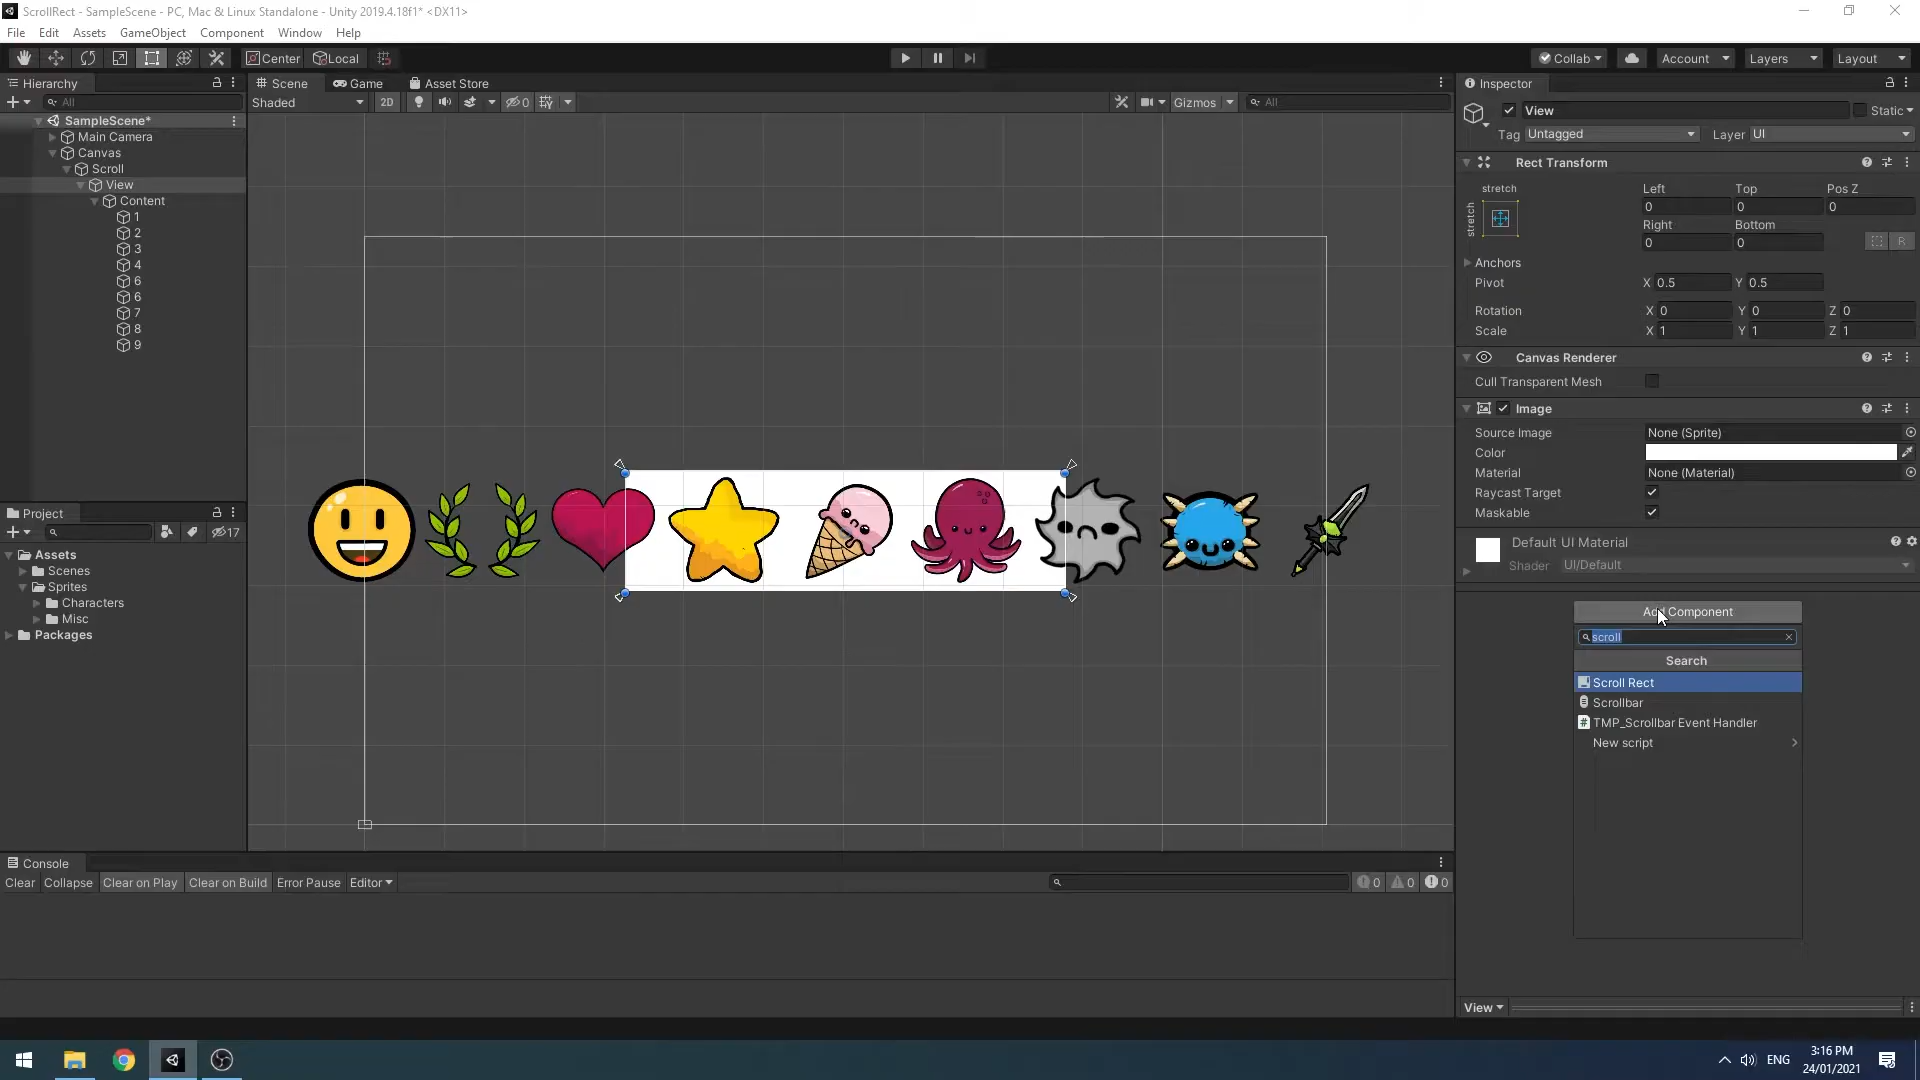 ScrollRect - SampleScene - PC, Mac & Linux Standalone - Unity 2019.4.18f1* <DX11>
File Edit Assets GameObject Component Window Help
Center Local
Collab Account Layers Layout
Hierarchy
All
SampleScene*
Main Camera
Canvas
Scroll
View
Content
1
2
3
4
6
6
7
8
9
Scene Game Asset Store
Shaded 2D 0 Gizmos All
Project
17
Assets
Scenes
Sprites
Characters
Misc
Packages
Console
Clear Collapse Clear on Play Clear on Build Error Pause Editor
0 0 0
Inspector
View Static
Tag Untagged Layer UI
Rect Transform
stretch Left Top Pos Z
stretch 0 0 0
Right Bottom
0 0 R
Anchors
Pivot X 0.5 Y 0.5
Rotation X 0 Y 0 Z 0
Scale X 1 Y 1 Z 1
Canvas Renderer
Cull Transparent Mesh
Image
Source Image None (Sprite)
Color
Material None (Material)
Raycast Target
Maskable
Default UI Material
Shader UI/Default
Add Component
scroll
Search
Scroll Rect
Scrollbar
TMP_Scrollbar Event Handler
New script
View
ENG
3:16 PM
24/01/2021